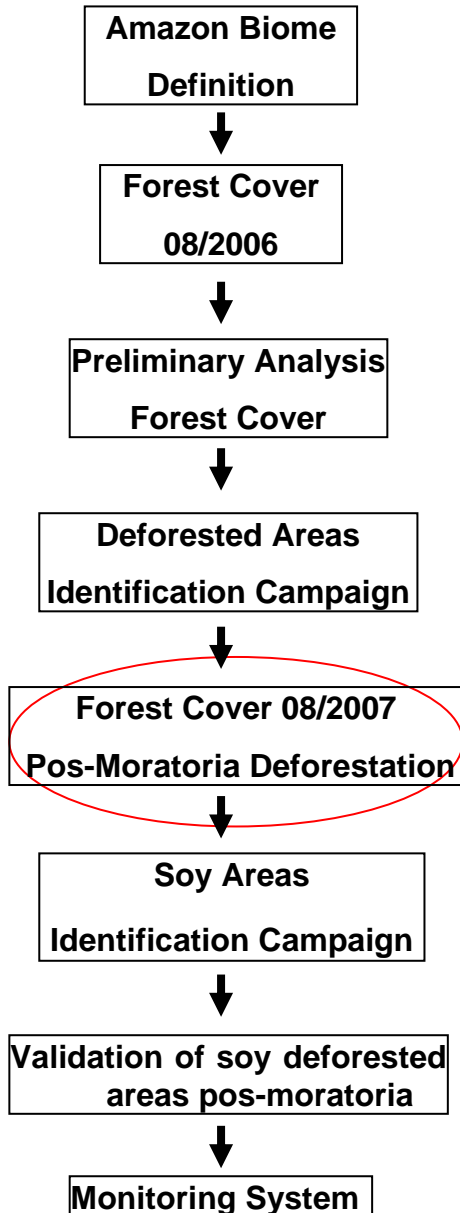 Amazon Biome
Definition
Forest Cover
08/2006
Preliminary Analysis
Forest Cover
Deforested Areas
Identification Campaign
Forest Cover 08/2007
Pos-Moratoria Deforestation
Soy Areas
Identification Campaign
Validation of soy deforested
areas pos-moratoria
Monitoring System